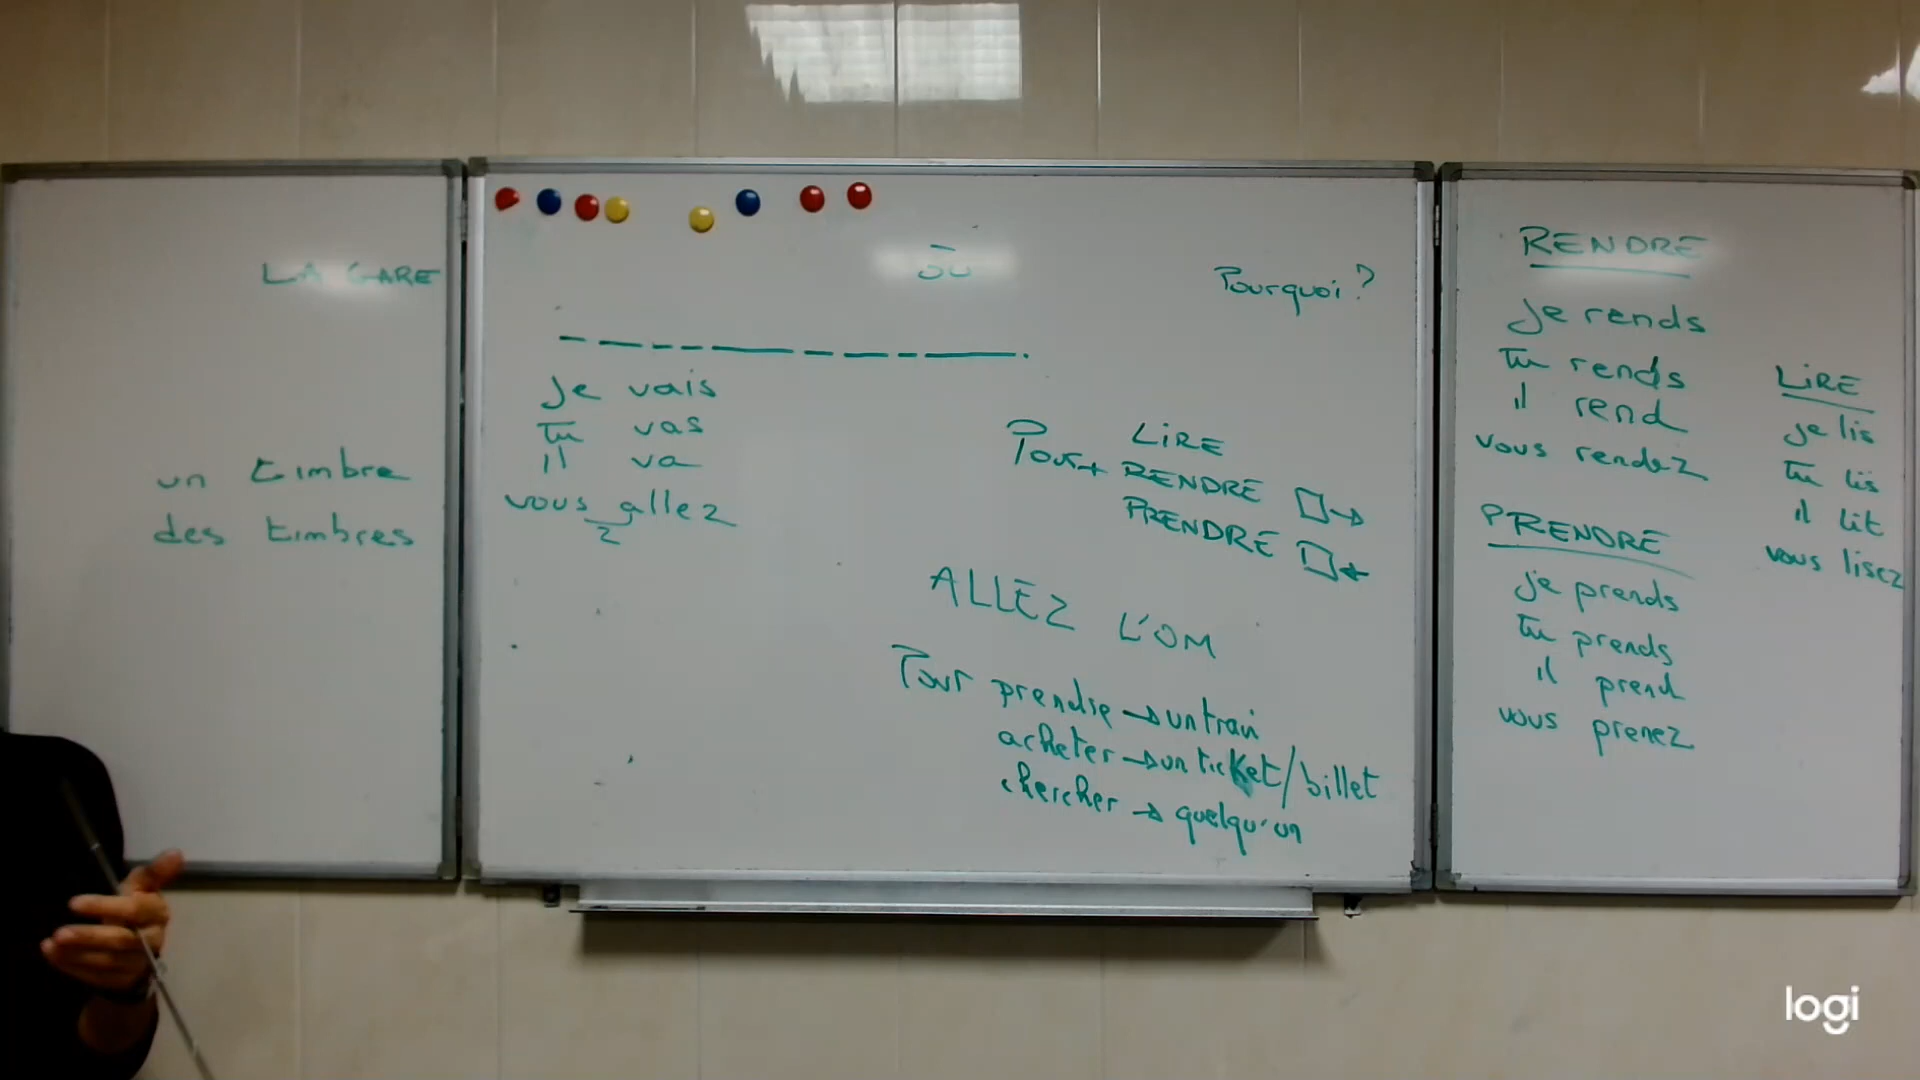 LA GARE
un timbre
des timbres
où
Pourquoi ?
je vais
tu vas
il va
vous allez
z
LIRE
Pour + RENDRE
PRENDRE
ALLEZ L'OM
Pour prendre → un train
acheter → un ticket/billet
chercher → quelqu'un
RENDRE
je rends
tu rends
il rend
vous rendez
PRENDRE
je prends
tu prends
il prend
vous prenez
LIRE
je lis
tu lis
il lit
vous lisez
logi